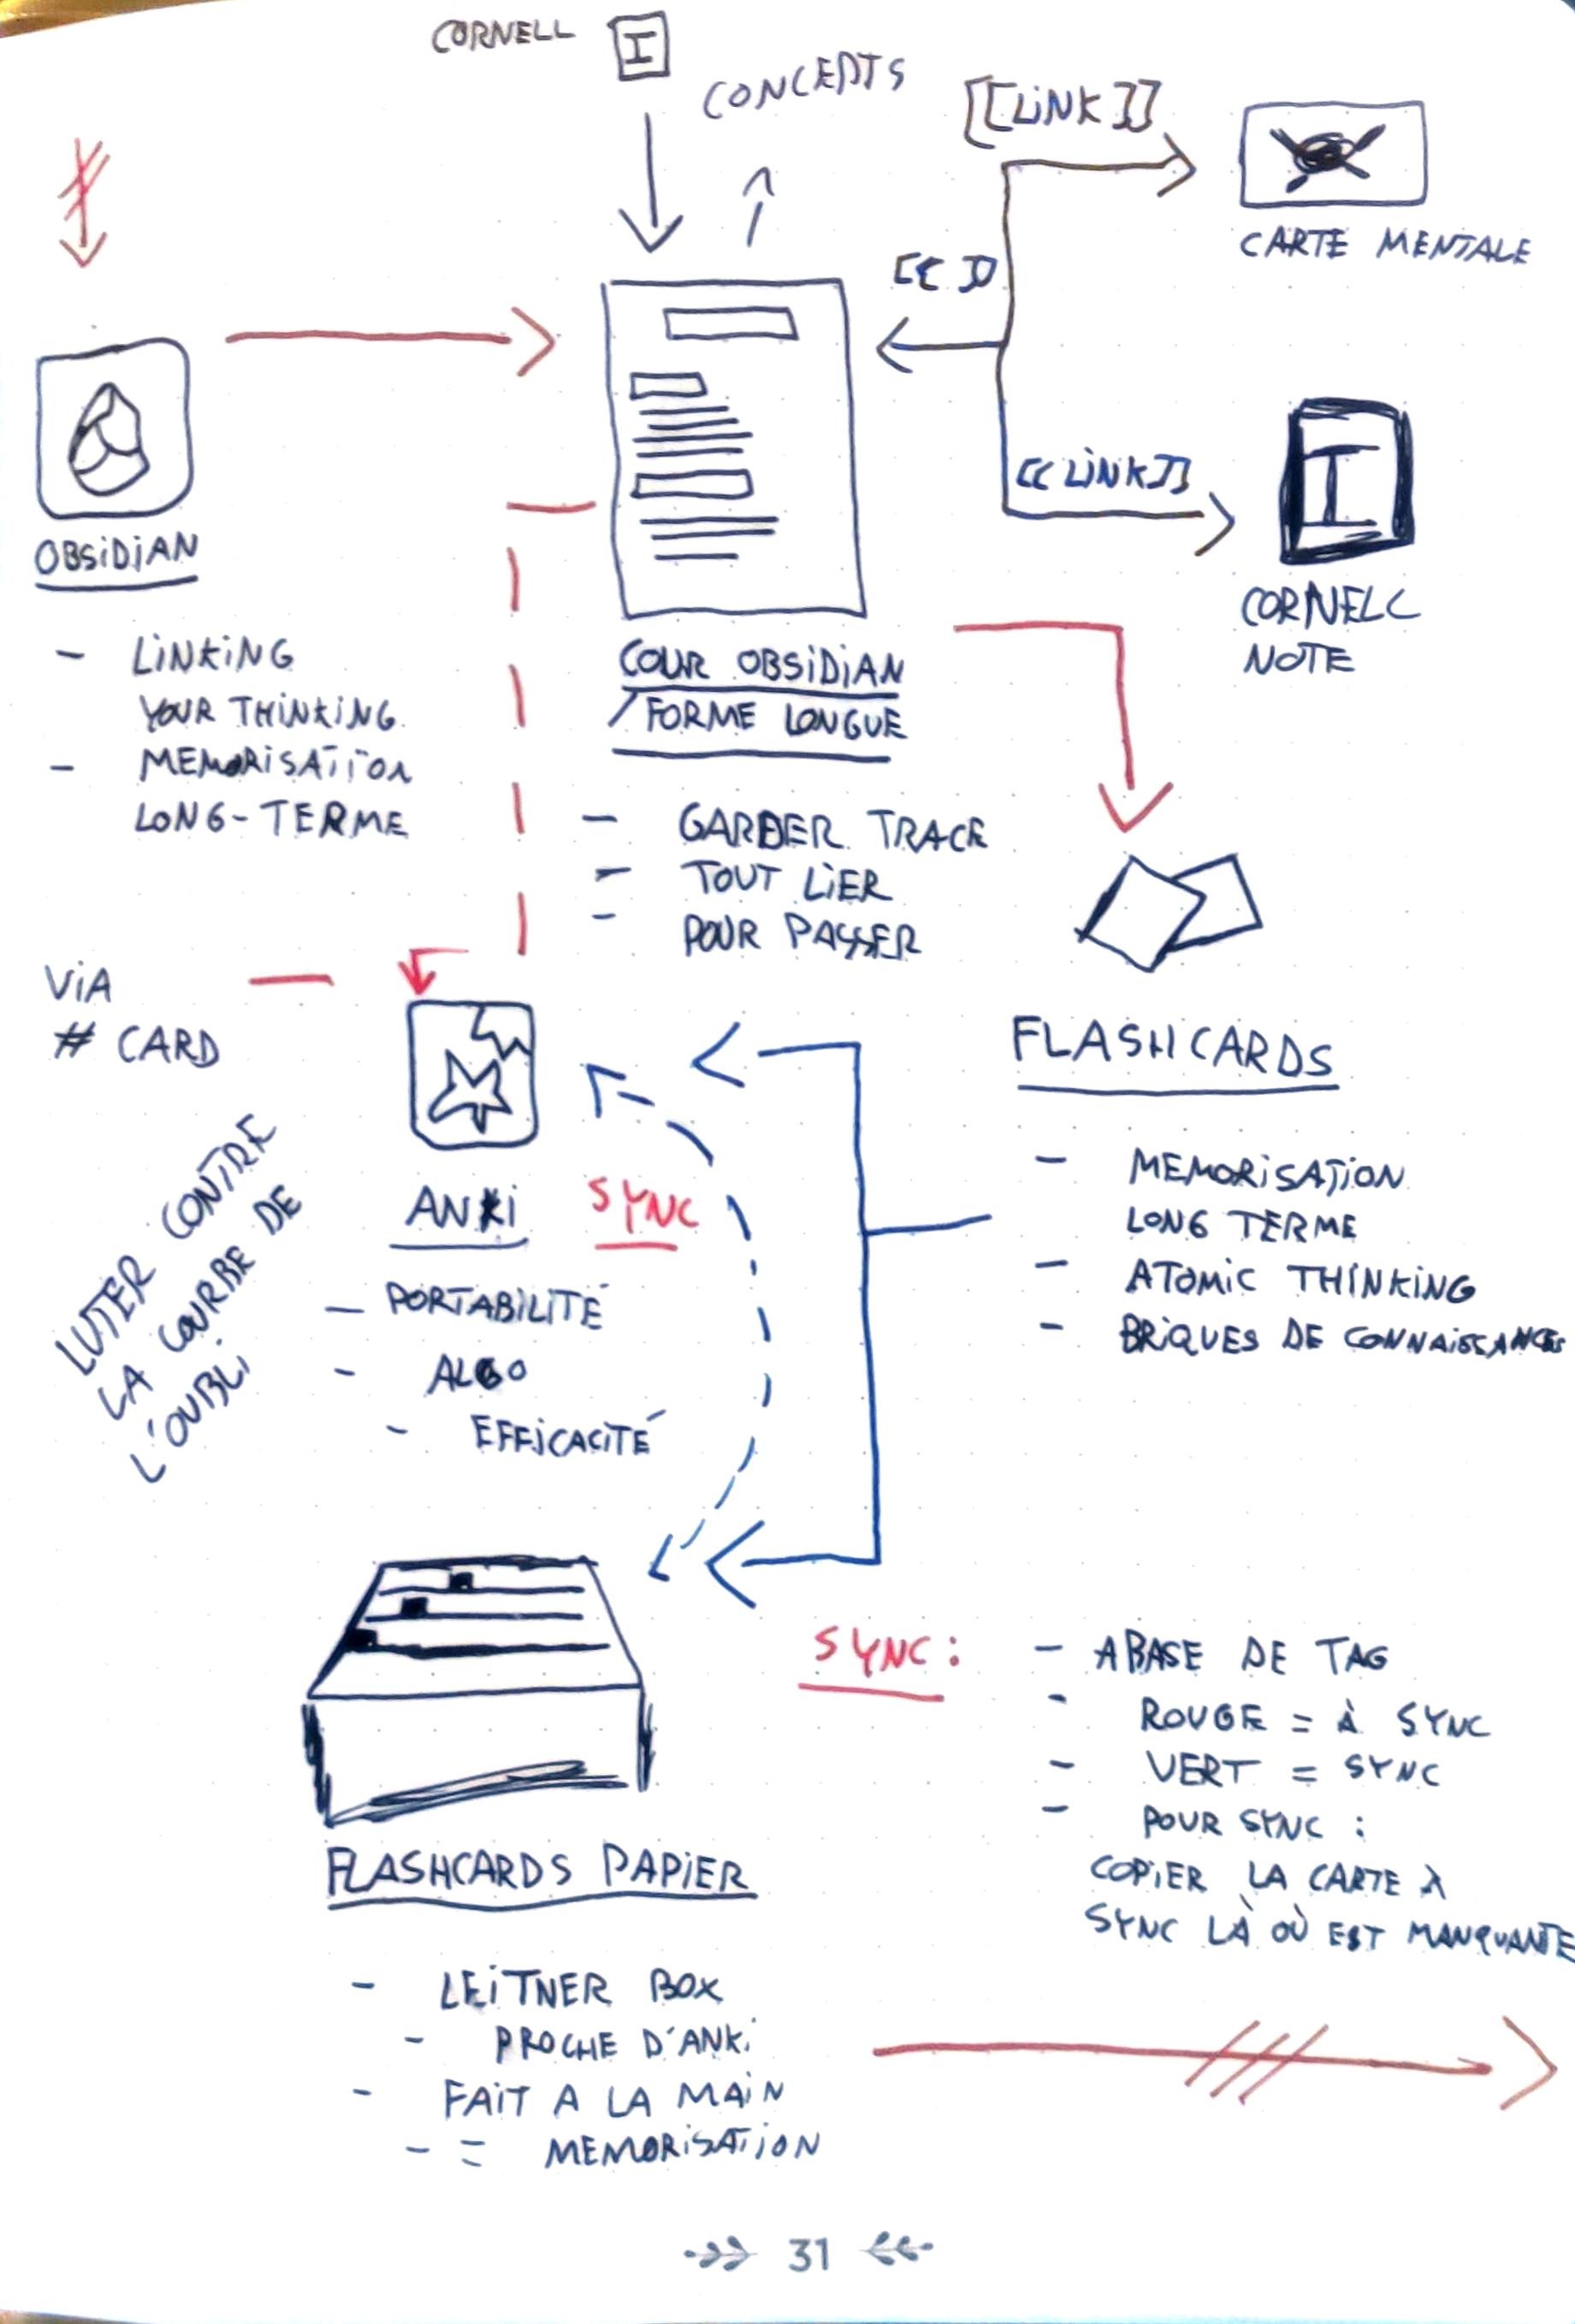 CORNELL
CONCEPTS
[[LiNK]]
CARTE MENTALE
[[ ]]
[[LiNK]]
CORNELL
NOTE
OBSiDiAN
- LiNKiNG
YOUR THiNKiNG
- MEMORiSATiON
LONG-TERME
COUR OBSiDiAN
/FORME LONGUE
- GARDER TRACE
- TOUT LiER
- POUR PASSER
ViA
# CARD
FLASHCARDS
- MEMORiSATiON
LONG TERME
- ATOMiC THiNKiNG
- BRiQUES DE CONNAiSSANCES
LUTER CONTRE
LA COURBE DE
L'OUBLi
ANKi
SYNC
- PORTABiLiTÉ
- ALGO
- EFFiCACiTÉ
FLASHCARDS PAPiER
- LEiTNER BOX
- PROCHE D'ANKi
- FAiT A LA MAiN
- = MEMORiSATiON
SYNC :
- A BASE DE TAG
- ROUGE = À SYNC
- VERT = SYNC
- POUR SYNC :
COPiER LA CARTE À
SYNC LÀ OÙ EST MANQUANTE
31